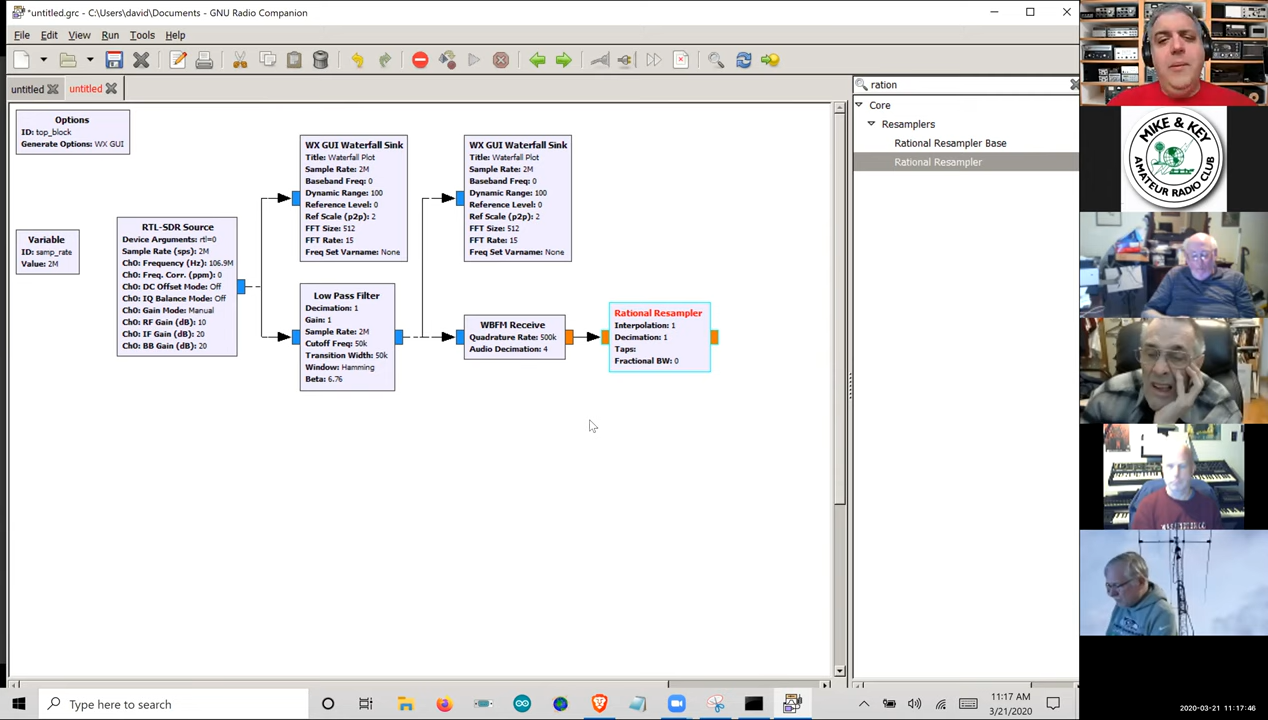 *untitled.grc - C:\Users\david\Documents - GNU Radio Companion
File Edit View Run Tools Help
untitled
untitled
Options
ID: top_block
Generate Options: WX GUI
Variable
ID: samp_rate
Value: 2M
RTL-SDR Source
Device Arguments: rtl=0
Sample Rate (sps): 2M
Ch0: Frequency (Hz): 106.9M
Ch0: Freq. Corr. (ppm): 0
Ch0: DC Offset Mode: Off
Ch0: IQ Balance Mode: Off
Ch0: Gain Mode: Manual
Ch0: RF Gain (dB): 10
Ch0: IF Gain (dB): 20
Ch0: BB Gain (dB): 20
WX GUI Waterfall Sink
Title: Waterfall Plot
Sample Rate: 2M
Baseband Freq: 0
Dynamic Range: 100
Reference Level: 0
Ref Scale (p2p): 2
FFT Size: 512
FFT Rate: 15
Freq Set Varname: None
Low Pass Filter
Decimation: 1
Gain: 1
Sample Rate: 2M
Cutoff Freq: 50k
Transition Width: 50k
Window: Hamming
Beta: 6.76
WX GUI Waterfall Sink
Title: Waterfall Plot
Sample Rate: 2M
Baseband Freq: 0
Dynamic Range: 100
Reference Level: 0
Ref Scale (p2p): 2
FFT Size: 512
FFT Rate: 15
Freq Set Varname: None
WBFM Receive
Quadrature Rate: 500k
Audio Decimation: 4
Rational Resampler
Interpolation: 1
Decimation: 1
Taps:
Fractional BW: 0
ration
Core
Resamplers
Rational Resampler Base
Rational Resampler
MIKE & KEY
AMATEUR RADIO CLUB
Type here to search
11:17 AM
3/21/2020
2020-03-21 11:17:46